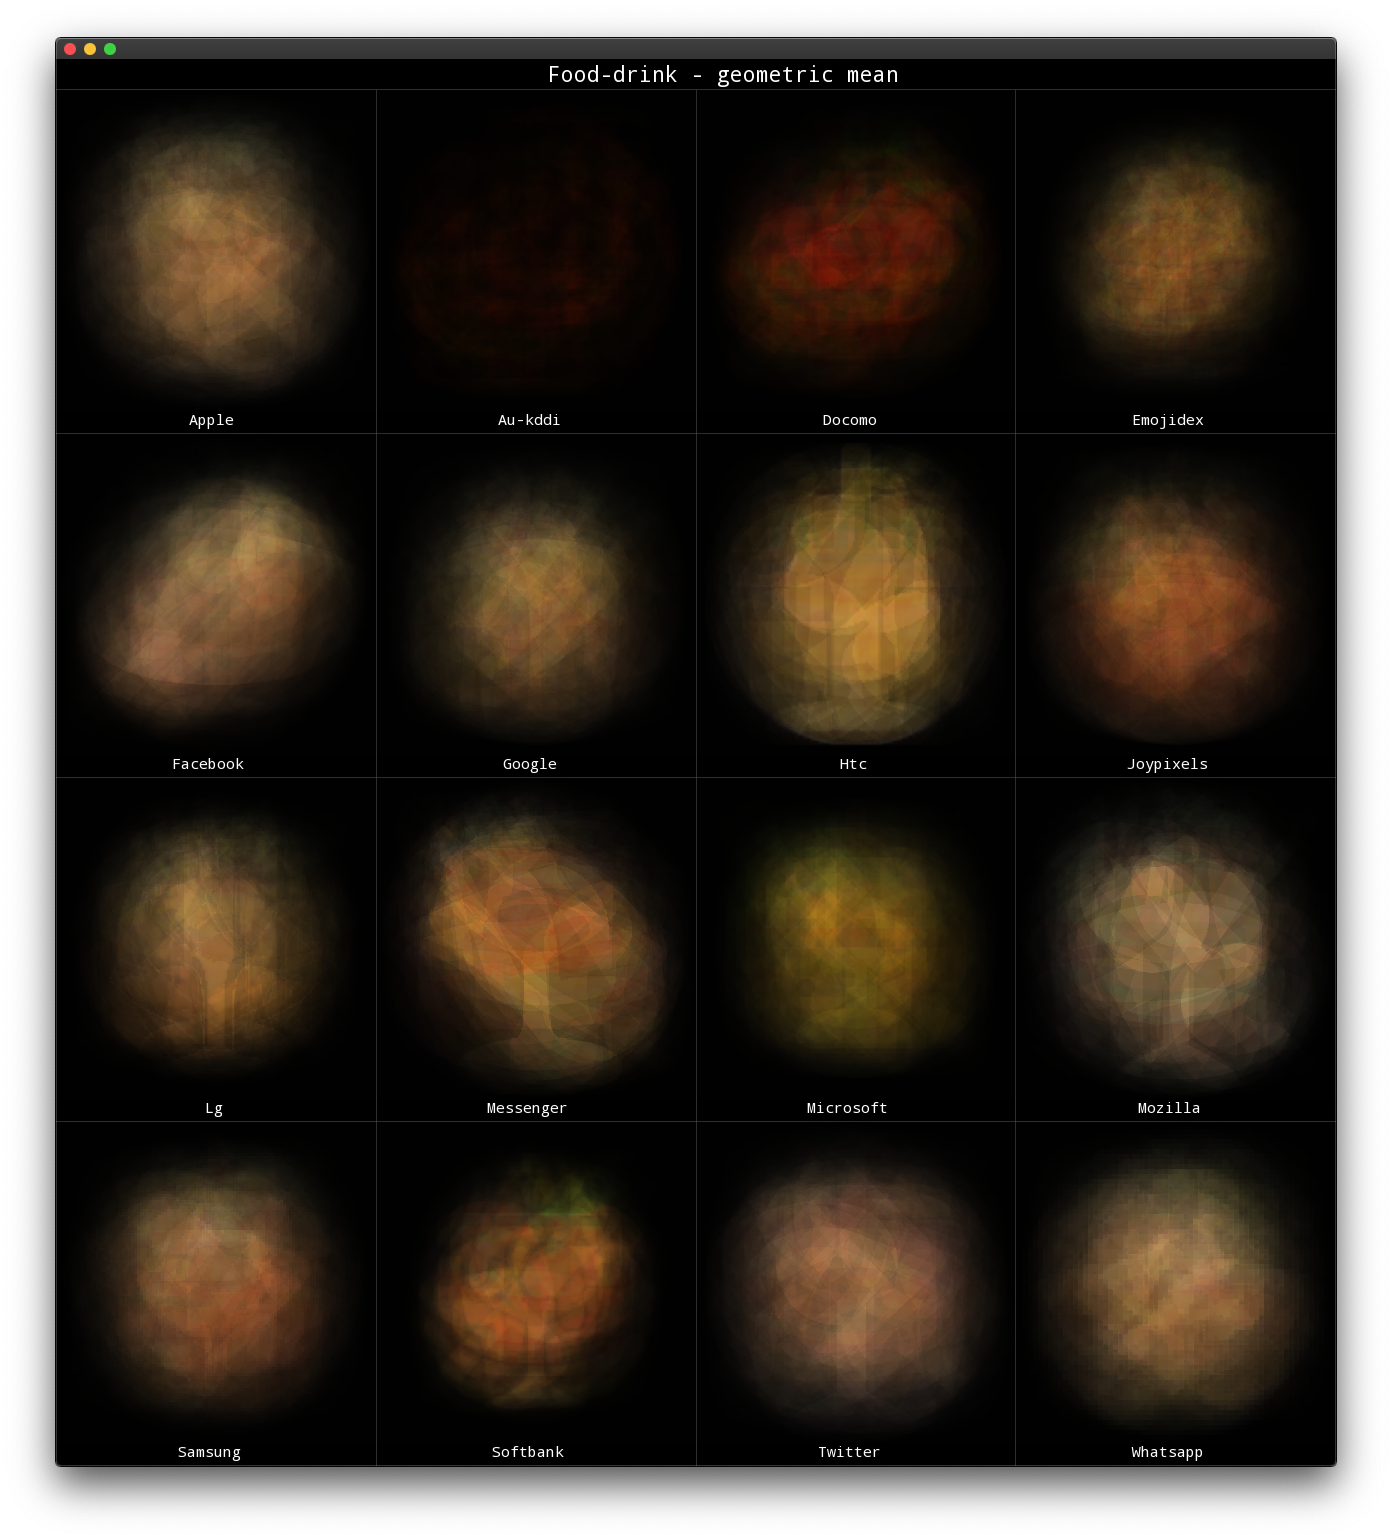 Food-drink - geometric mean
Apple
Au-kddi
Docomo
Emojidex
Facebook
Google
Htc
Joypixels
Lg
Messenger
Microsoft
Mozilla
Samsung
Softbank
Twitter
Whatsapp